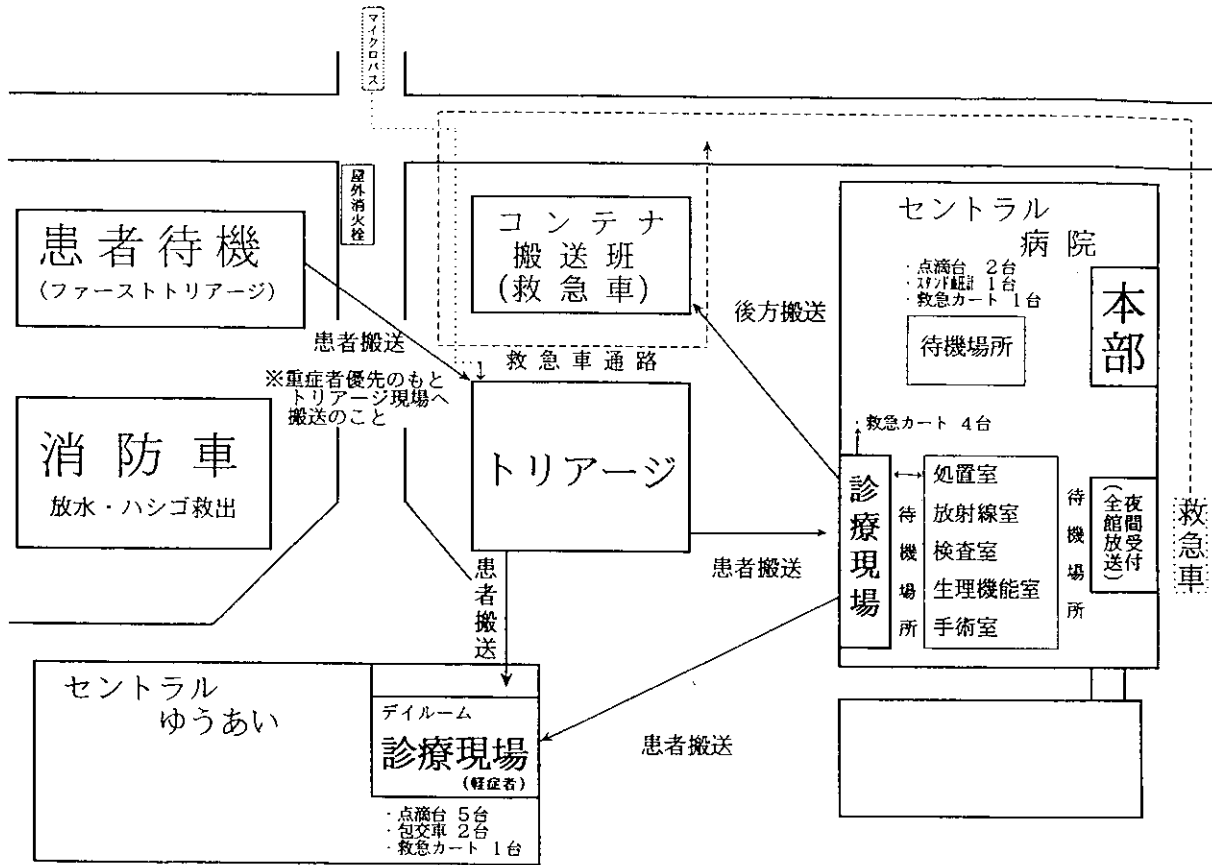 マイクロバス
屋外消火栓
患者待機
(ファーストトリアージ)
患者搬送
※重症者優先のもと
トリアージ現場へ
搬送のこと
消防車
放水・ハシゴ救出
コンテナ
搬送班
(救急車)
救急車通路
後方搬送
トリアージ
患者搬送
患者搬送
セントラル
病院
・点滴台 2台
1台
・救急カート 1台
待機場所
本部
・救急カート 4台
診療現場
待機場所
処置室
放射線室
検査室
生理機能室
手術室
待機場所
夜間受付
(全館放送)
救急車
セントラル
ゆうあい
デイルーム
診療現場
(軽症者)
・点滴台 5台
・包交車 2台
・救急カート 1台
患者搬送